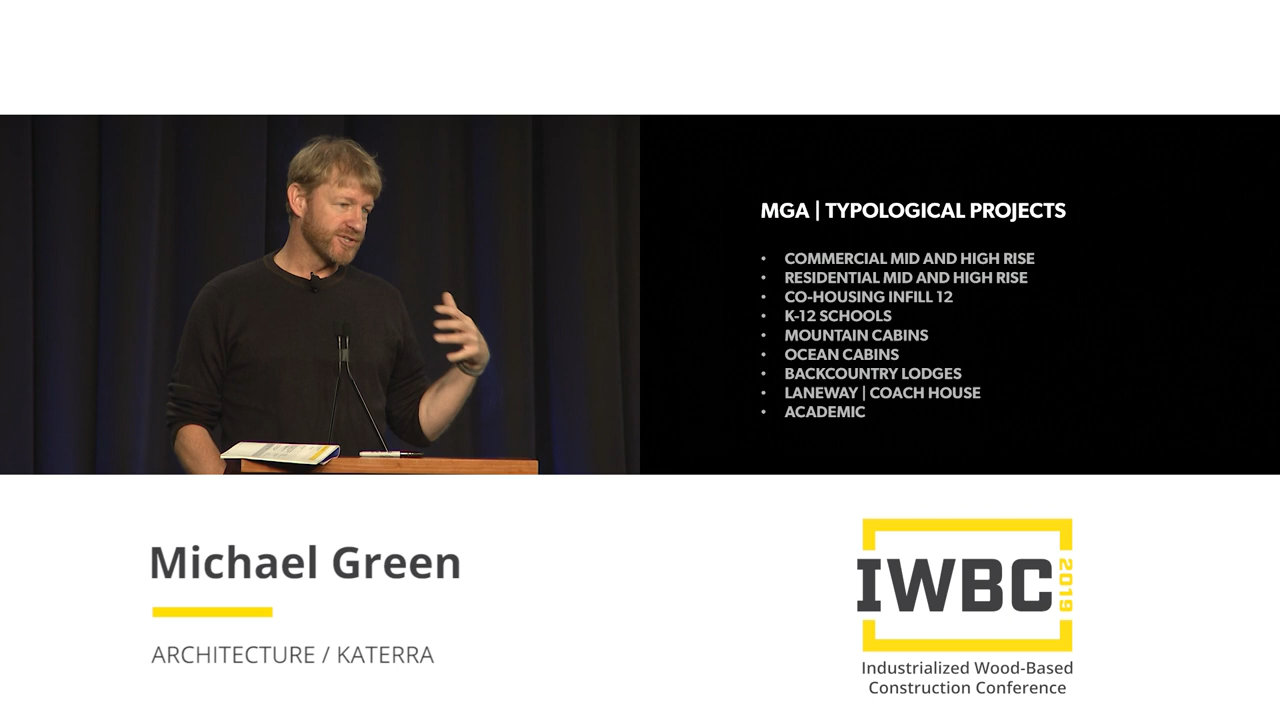 MGA | TYPOLOGICAL PROJECTS
• COMMERCIAL MID AND HIGH RISE
• RESIDENTIAL MID AND HIGH RISE
• CO-HOUSING INFILL 12
• K-12 SCHOOLS
• MOUNTAIN CABINS
• OCEAN CABINS
• BACKCOUNTRY LODGES
• LANEWAY | COACH HOUSE
• ACADEMIC
Michael Green
ARCHITECTURE / KATERRA
IWBC 2019
Industrialized Wood-Based
Construction Conference